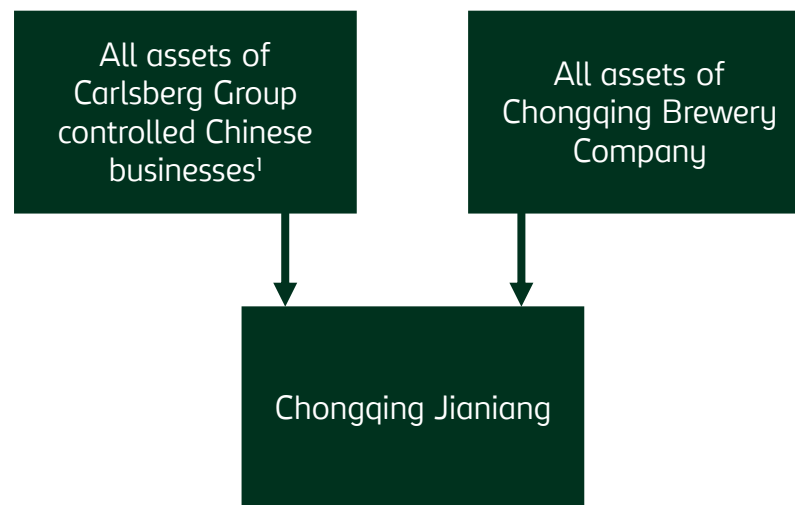 All assets of
Carlsberg Group
controlled Chinese
businesses¹
All assets of
Chongqing Brewery
Company
Chongqing Jianiang